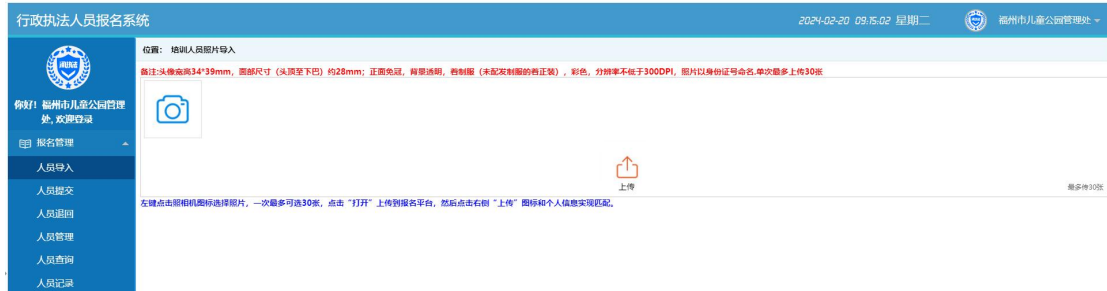 行政执法人员报名系统
2024-02-20 09:15:02 星期二
福州市儿童公园管理处
你好！福州市儿童公园管理处,欢迎登录
位置： 培训人员照片导入
备注:头像宽高34*39mm，面部尺寸（头顶至下巴）约28mm；正面免冠，背景透明，着制服（未配发制服的着正装），彩色，分辨率不低于300DPI，照片以身份证号命名.单次最多上传30张
报名管理
人员导入
人员提交
人员退回
人员管理
人员查询
人员记录
上传
最多传30张
左键点击照相机图标选择照片，一次最多可选30张，点击“打开”上传到报名平台，然后点击右侧“上传”图标和个人信息实现匹配。